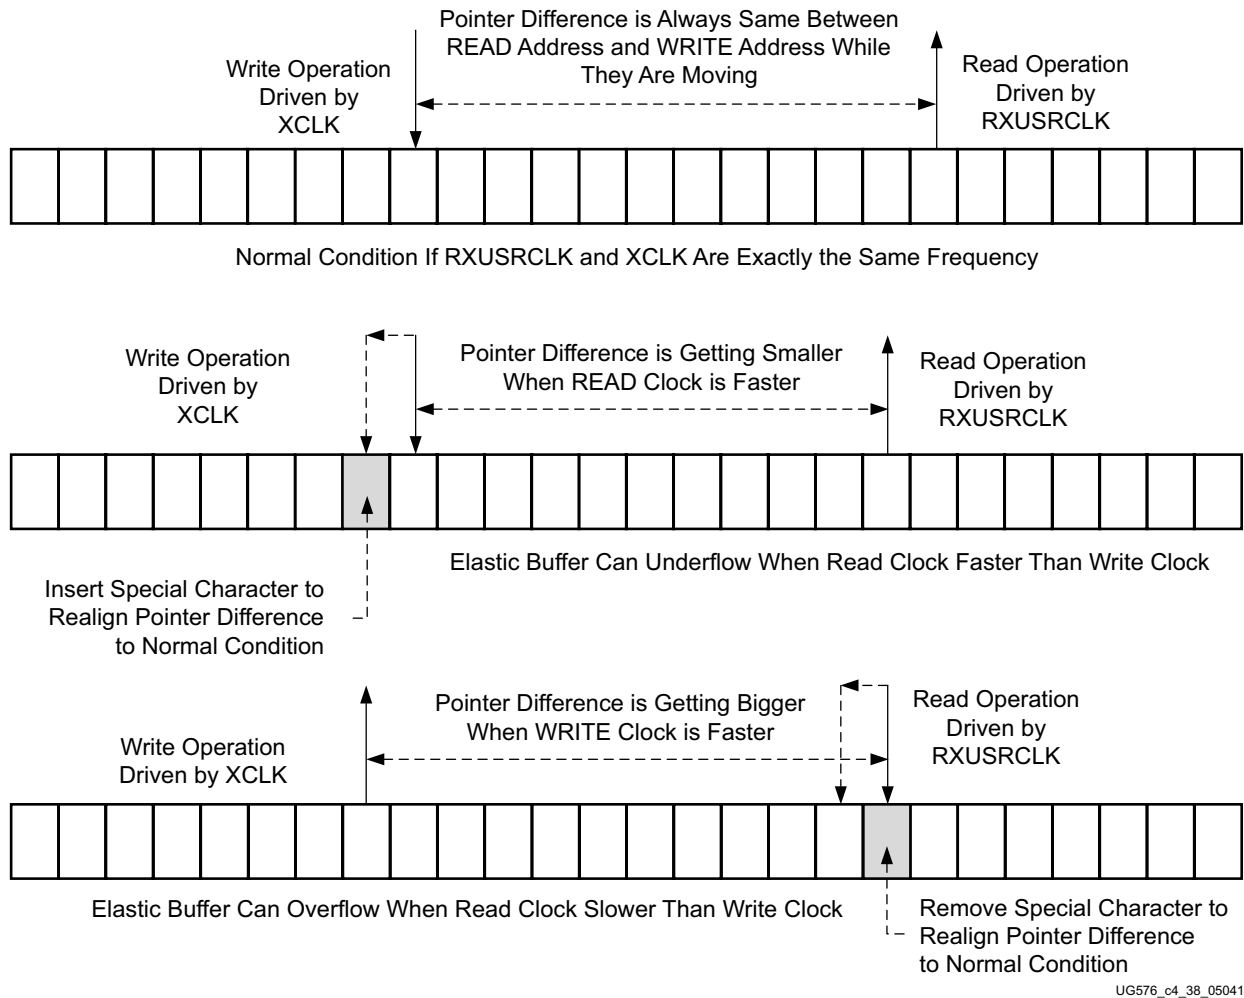 Pointer Difference is Always Same Between
READ Address and WRITE Address While
They Are Moving
Write Operation
Driven by
XCLK
Read Operation
Driven by
RXUSRCLK
Normal Condition If RXUSRCLK and XCLK Are Exactly the Same Frequency
Write Operation
Driven by
XCLK
Pointer Difference is Getting Smaller
When READ Clock is Faster
Read Operation
Driven by
RXUSRCLK
Elastic Buffer Can Underflow When Read Clock Faster Than Write Clock
Insert Special Character to
Realign Pointer Difference
to Normal Condition
Write Operation
Driven by XCLK
Pointer Difference is Getting Bigger
When WRITE Clock is Faster
Read Operation
Driven by
RXUSRCLK
Elastic Buffer Can Overflow When Read Clock Slower Than Write Clock
Remove Special Character to
Realign Pointer Difference
to Normal Condition
UG576_c4_38_05041